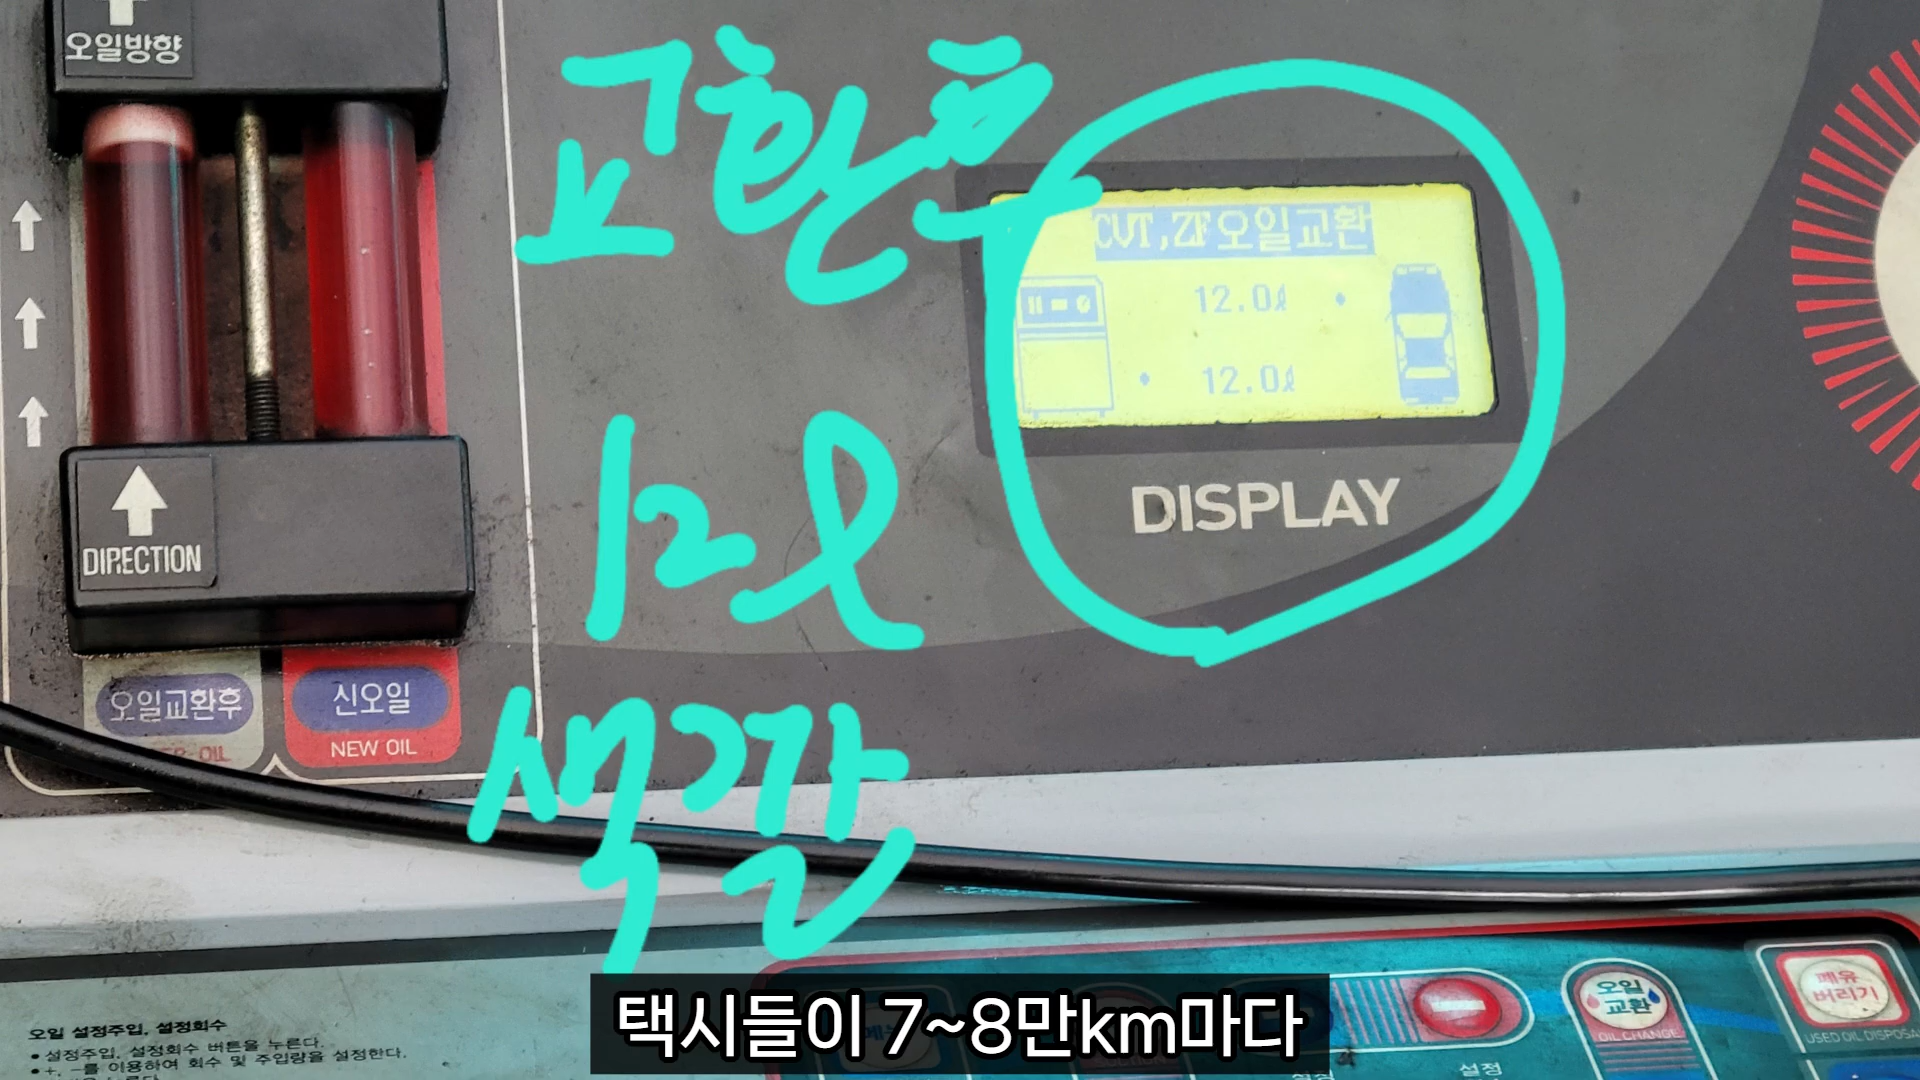 오일방향
교환후
CVT,ZF오일교환
12.0ℓ
12.0ℓ
DISPLAY
DIRECTION
12ℓ
오일교환후
신오일
NEW OIL
색깔
오일 설정주입, 설정회수
• 설정주입, 설정회수 버튼을 누른다.
• +, -를 이용하여 회수 및 주입량을 설정한다.
오일
교환
OIL CHANGE
폐유
버리기
USED OIL DISPOSA
설정
택시들이 7~8만km마다